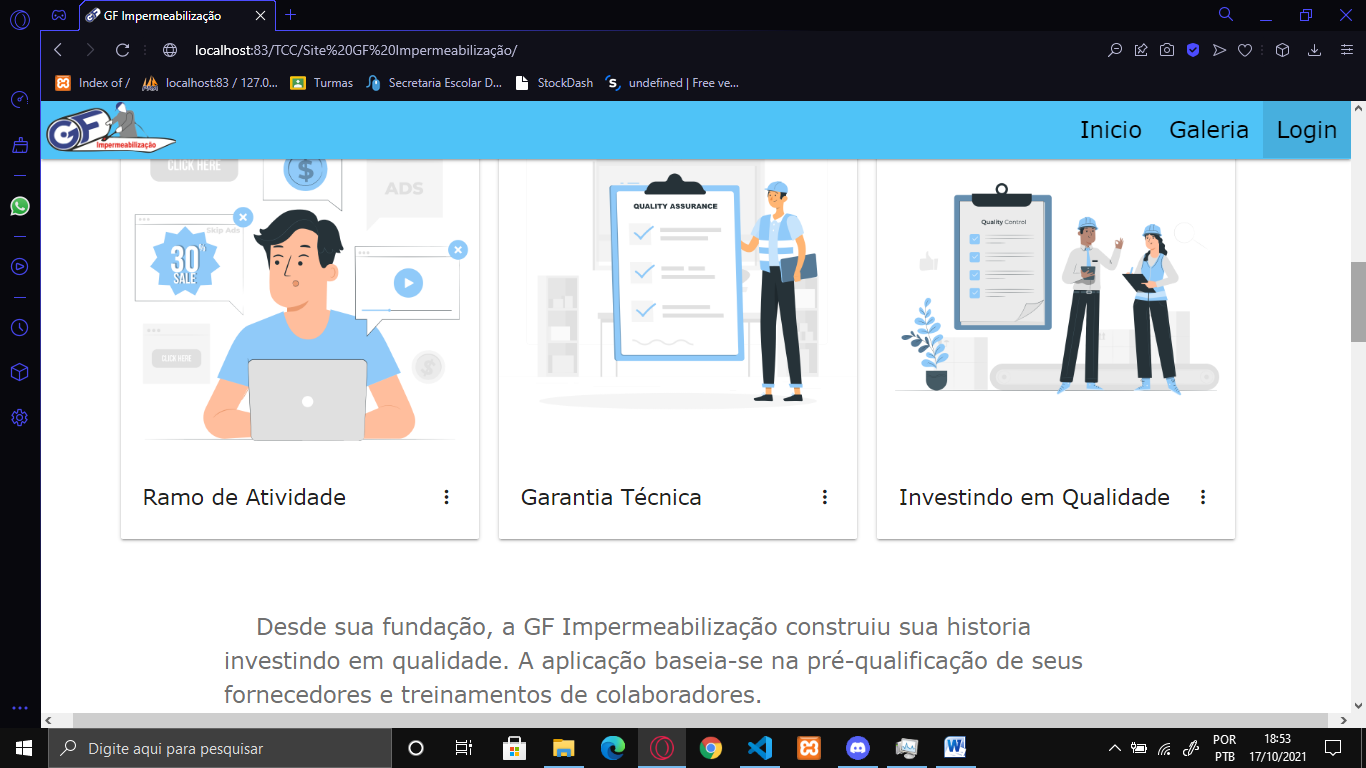 GF Impermeabilização
localhost:83/TCC/Site%20GF%20Impermeabilização/
Index of /
localhost:83 / 127.0...
Turmas
Secretaria Escolar D...
StockDash
undefined | Free ve...
GF
Impermeabilização
Inicio
Galeria
Login
CLICK HERE
$
ADS
Skip Ads
30%
SALE
CLICK HERE
$
QUALITY ASSURANCE
Quality Control
Ramo de Atividade
Garantia Técnica
Investindo em Qualidade
Desde sua fundação, a GF Impermeabilização construiu sua historia
investindo em qualidade. A aplicação baseia-se na pré-qualificação de seus
fornecedores e treinamentos de colaboradores.
Digite aqui para pesquisar
POR
PTB
18:53
17/10/2021